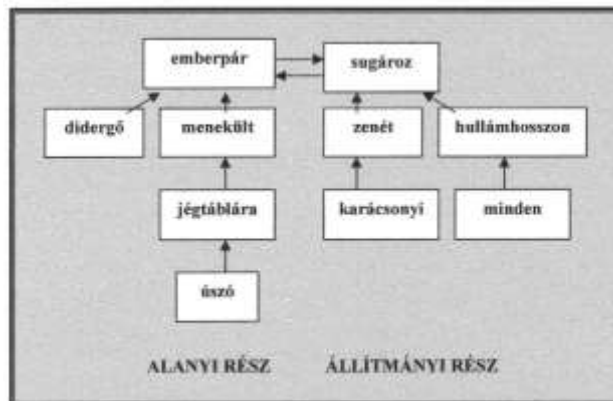 emberpár
sugároz
didergő
menekült
zenét
hullámhosszon
jégtáblára
karácsonyi
minden
úszó
ALANYI RÉSZ
ÁLLÍTMÁNYI RÉSZ